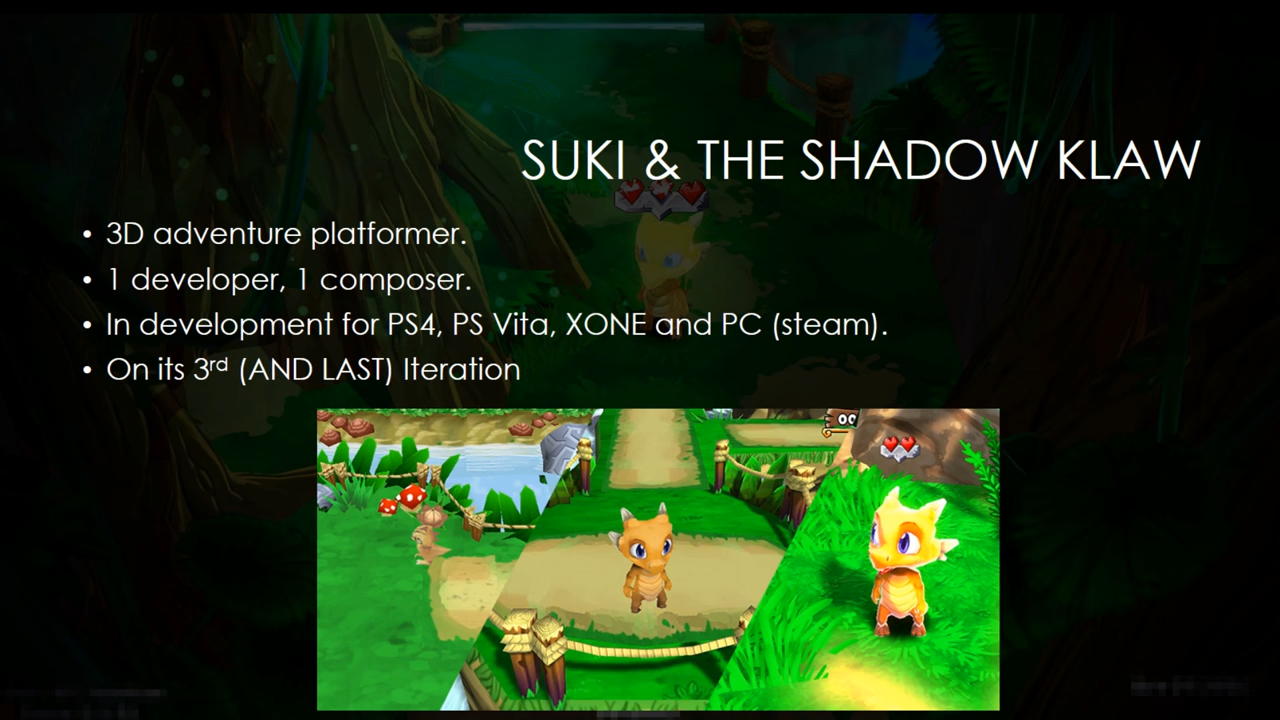 SUKI & THE SHADOW KLAW
• 3D adventure platformer.
• 1 developer, 1 composer.
• In development for PS4, PS Vita, XONE and PC (steam).
• On its 3rd (AND LAST) Iteration